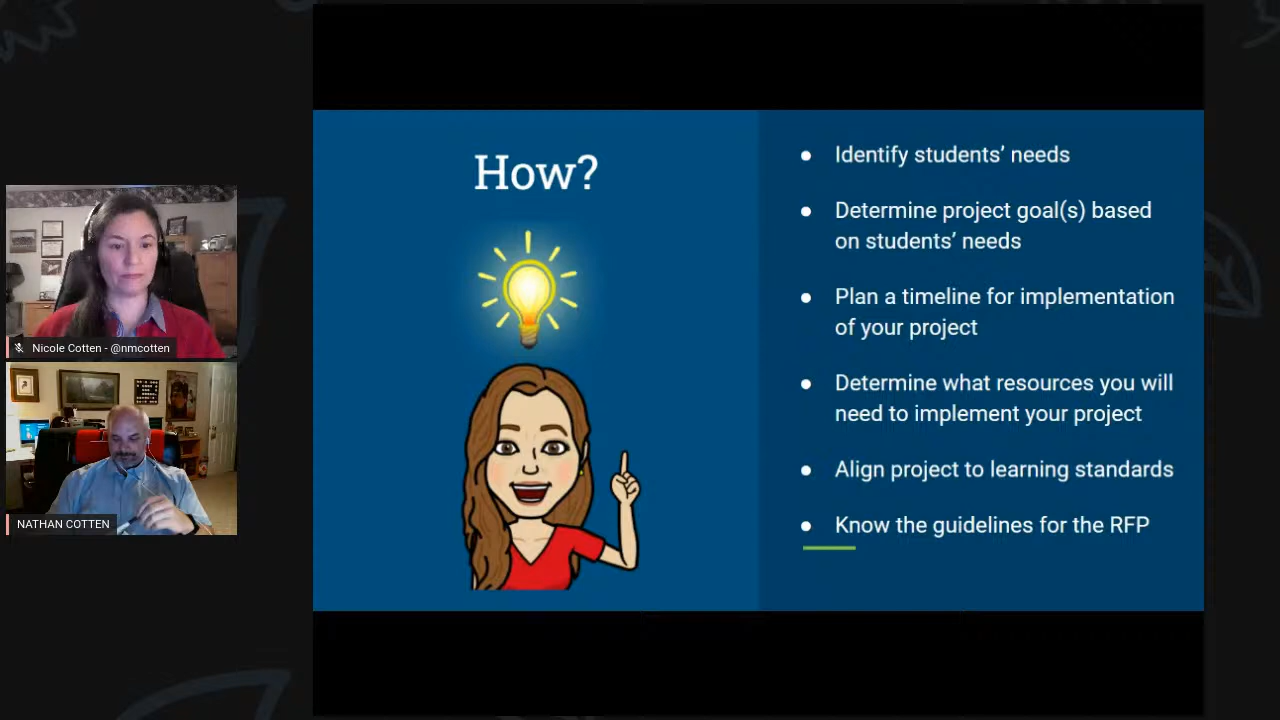 How?
Identify students' needs
Determine project goal(s) based
on students' needs
Plan a timeline for implementation
of your project
Determine what resources you will
need to implement your project
Align project to learning standards
Know the guidelines for the RFP
Nicole Cotten - @nmcotten
NATHAN COTTEN